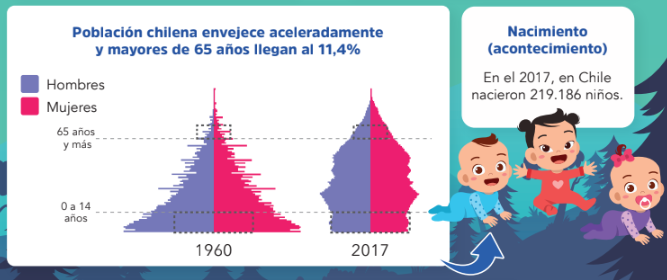 Población chilena envejece aceleradamente
y mayores de 65 años llegan al 11,4%
Hombres
Mujeres
65 años
y más
0 a 14
años
1960
2017
Nacimiento
(acontecimiento)
En el 2017, en Chile
nacieron 219.186 niños.